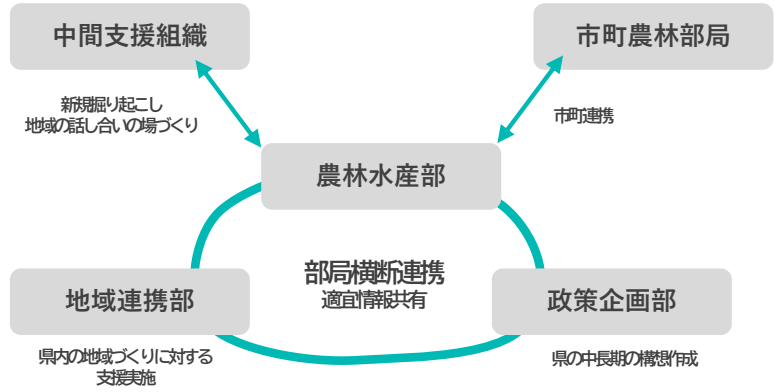 中間支援組織
市町農林部局
新規掘り起こし
地域の話し合いの場づくり
市町連携
農林水産部
部局横断連携
適宜情報共有
地域連携部
政策企画部
県内の地域づくりに対する
支援実施
県の中長期の構想作成